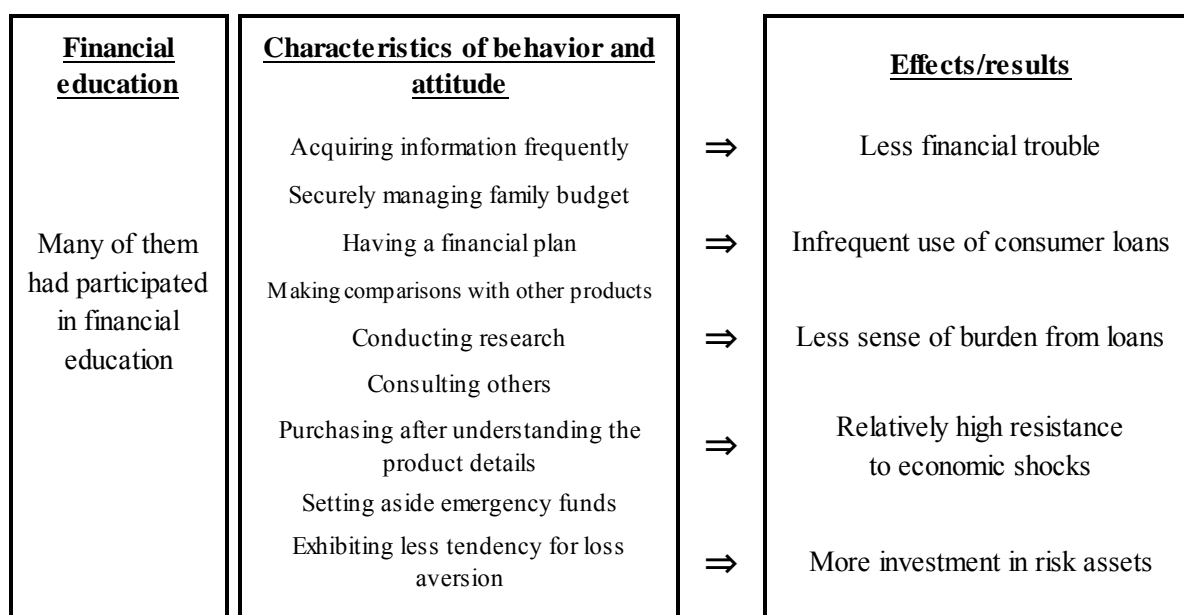 Financial
education
Many of them
had participated
in financial
education
Characteristics of behavior and
attitude
Acquiring information frequently
Securely managing family budget
Having a financial plan
Making comparisons with other products
Conducting research
Consulting others
Purchasing after understanding the
product details
Setting aside emergency funds
Exhibiting less tendency for loss
aversion
⇒
⇒
⇒
⇒
⇒
Effects/results
Less financial trouble
Infrequent use of consumer loans
Less sense of burden from loans
Relatively high resistance
to economic shocks
More investment in risk assets